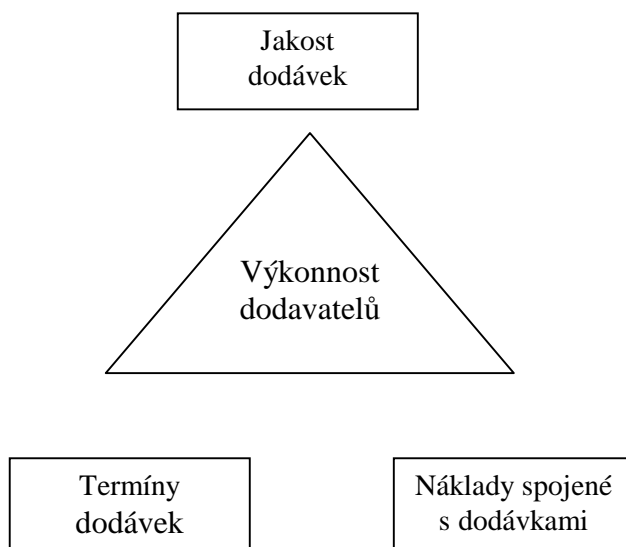 Jakost
dodávek
Výkonnost
dodavatelů
Termíny
dodávek
Náklady spojené
s dodávkami